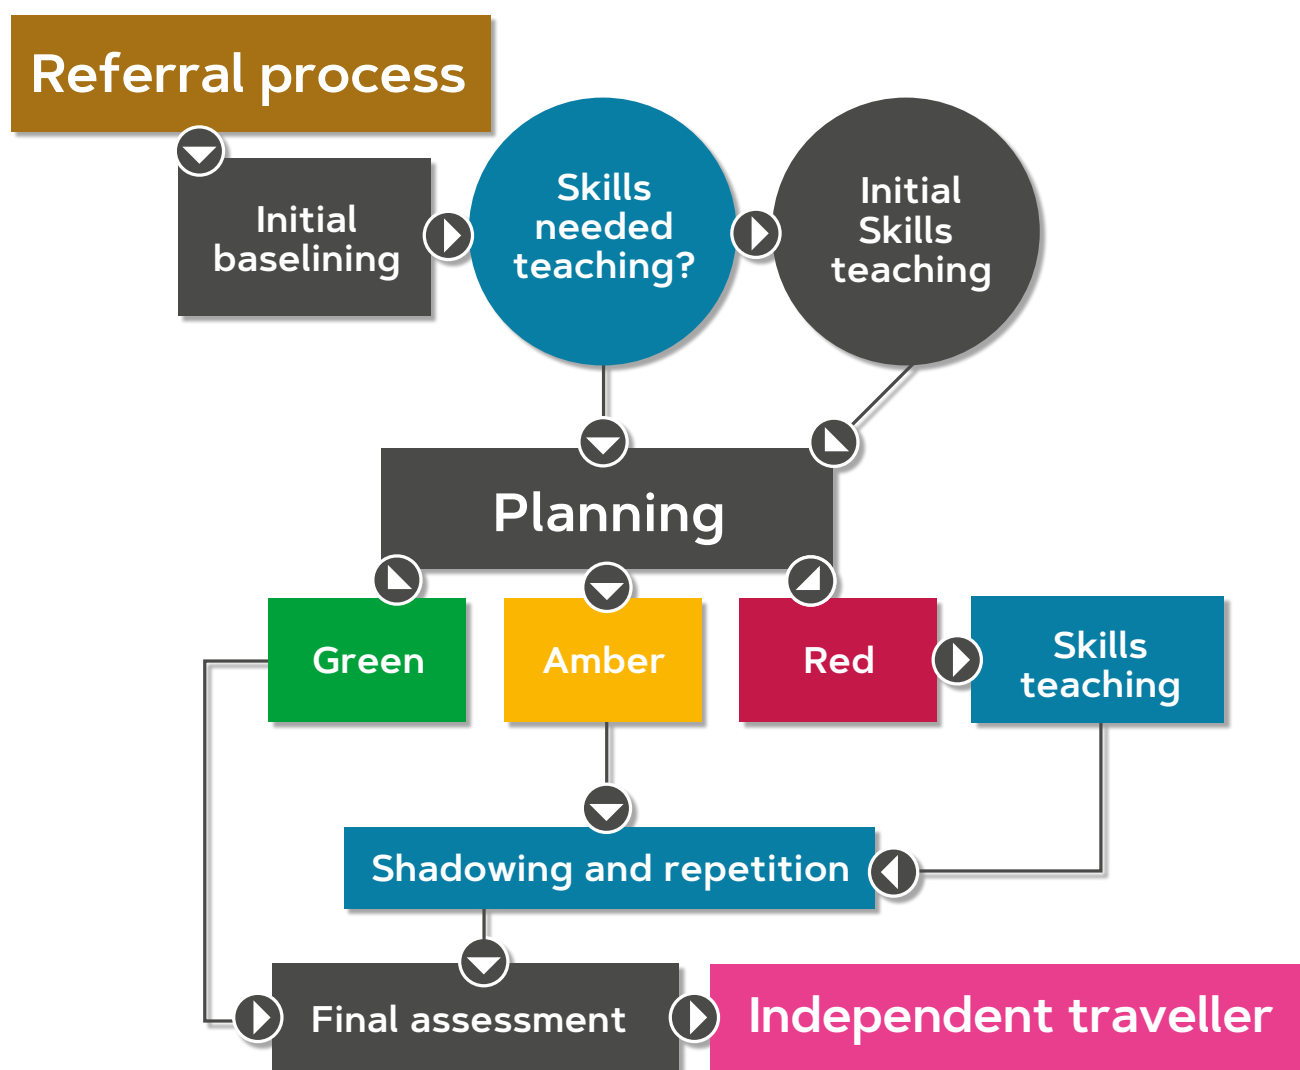 Referral process
Initial
baselining
Skills
needed
teaching?
Initial
Skills
teaching
Planning
Green
Amber
Red
Skills
teaching
Shadowing and repetition
Final assessment
Independent traveller